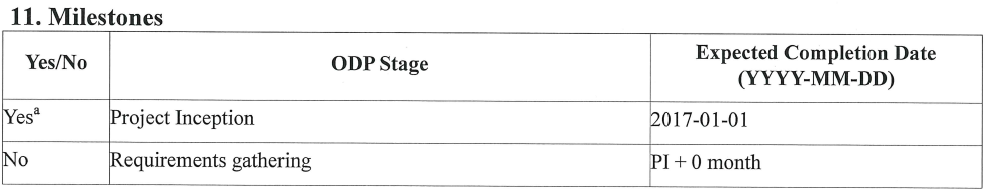 11. Milestones
Yes/No
ODP Stage
Expected Completion Date
(YYYY-MM-DD)
Yesᵃ
Project Inception
2017-01-01
No
Requirements gathering
PI + 0 month